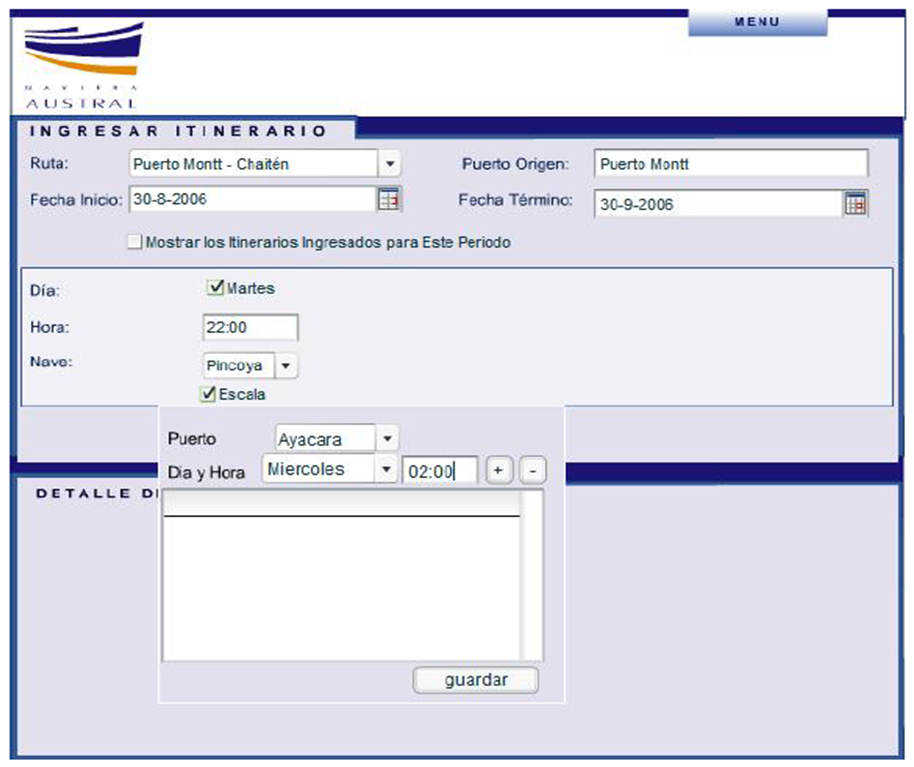 MENU
NAVIERA
AUSTRAL
INGRESAR ITINERARIO
Ruta: Puerto Montt - Chaitén Puerto Origen: Puerto Montt
Fecha Inicio: 30-8-2006 Fecha Término: 30-9-2006
Mostrar los Itinerarios Ingresados para Este Periodo
Día: Martes
Hora: 22:00
Nave: Pincoya
Escala
Puerto Ayacara
Dia y Hora Miercoles 02:00 + -
DETALLE
guardar